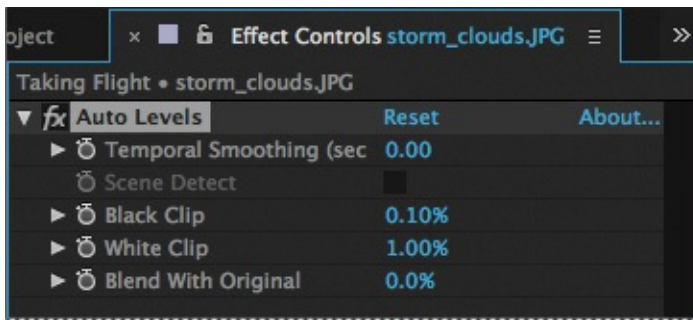 oject × Effect Controls storm_clouds.JPG ≡ »
Taking Flight • storm_clouds.JPG
fx Auto Levels Reset About...
Temporal Smoothing (sec 0.00
Scene Detect
Black Clip 0.10%
White Clip 1.00%
Blend With Original 0.0%